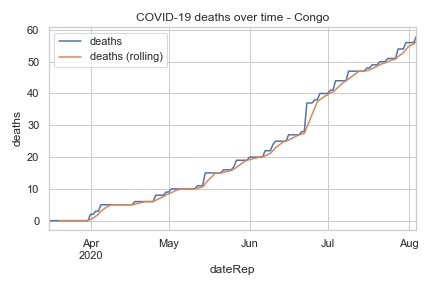 COVID-19 deaths over time - Congo
deaths
deaths (rolling)
deaths
60
50
40
30
20
10
0
Apr
2020
May
Jun
Jul
Aug
dateRep